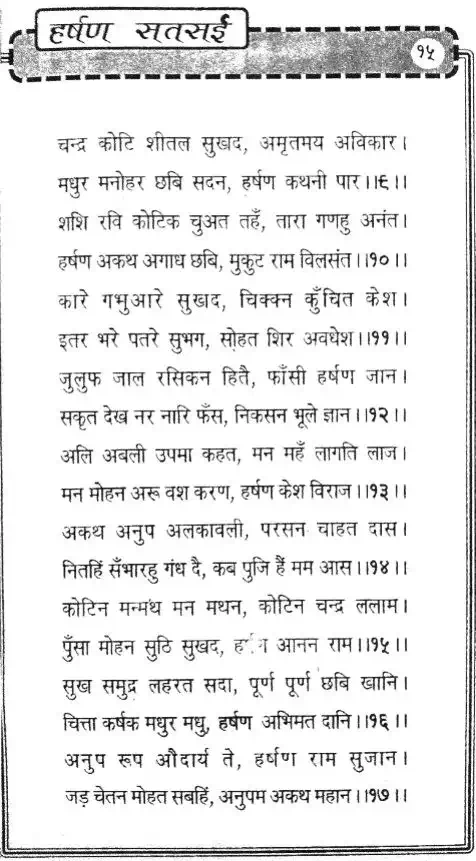 हर्षण सतसई
१५
चन्द्र कोटि शीतल सुखद, अमृतमय अविकार।
मधुर मनोहर छबि सदन, हर्षण कथनी पार।।९।।
शशि रवि कोटिक चुअत तहँ, तारा गणहु अनंत।
हर्षण अकथ अगाध छबि, मुकुट राम विलसंत।।१०।।
कारे गभुआरे सुखद, चिक्क्न कुँचित केश।
इतर भरे पतरे सुभग, सोहत शिर अवधेश।।११।।
जुलुफ जाल रसिकन हितै, फाँसी हर्षण जान।
सकृत देख नर नारि फँस, निकसन भूले ज्ञान।।१२।।
अलि अबली उपमा कहत, मन महँ लागति लाज।
मन मोहन अरू वश करण, हर्षण केश विराज।।१३।।
अकथ अनुप अलकावली, परसन चाहत दास।
नितहिं सँभारहु गंध दै, कब पुजि हैं मम आस।।१४।।
कोटिन मन्मथ मन मथन, कोटिन चन्द्र ललाम।
पुँसा मोहन सुठि सुखद, आनन राम।।१५।।
सुख समुद्र लहरत सदा, पूर्ण पूर्ण छबि खानि।
चित्ता कर्षक मधुर मधु, हर्षण अभिमत दानि।।१६।।
अनुप रूप औदार्य ते, हर्षण राम सुजान।
जड़ चेतन मोहत सबहिं, अनुपम अकथ महान।।१७।।